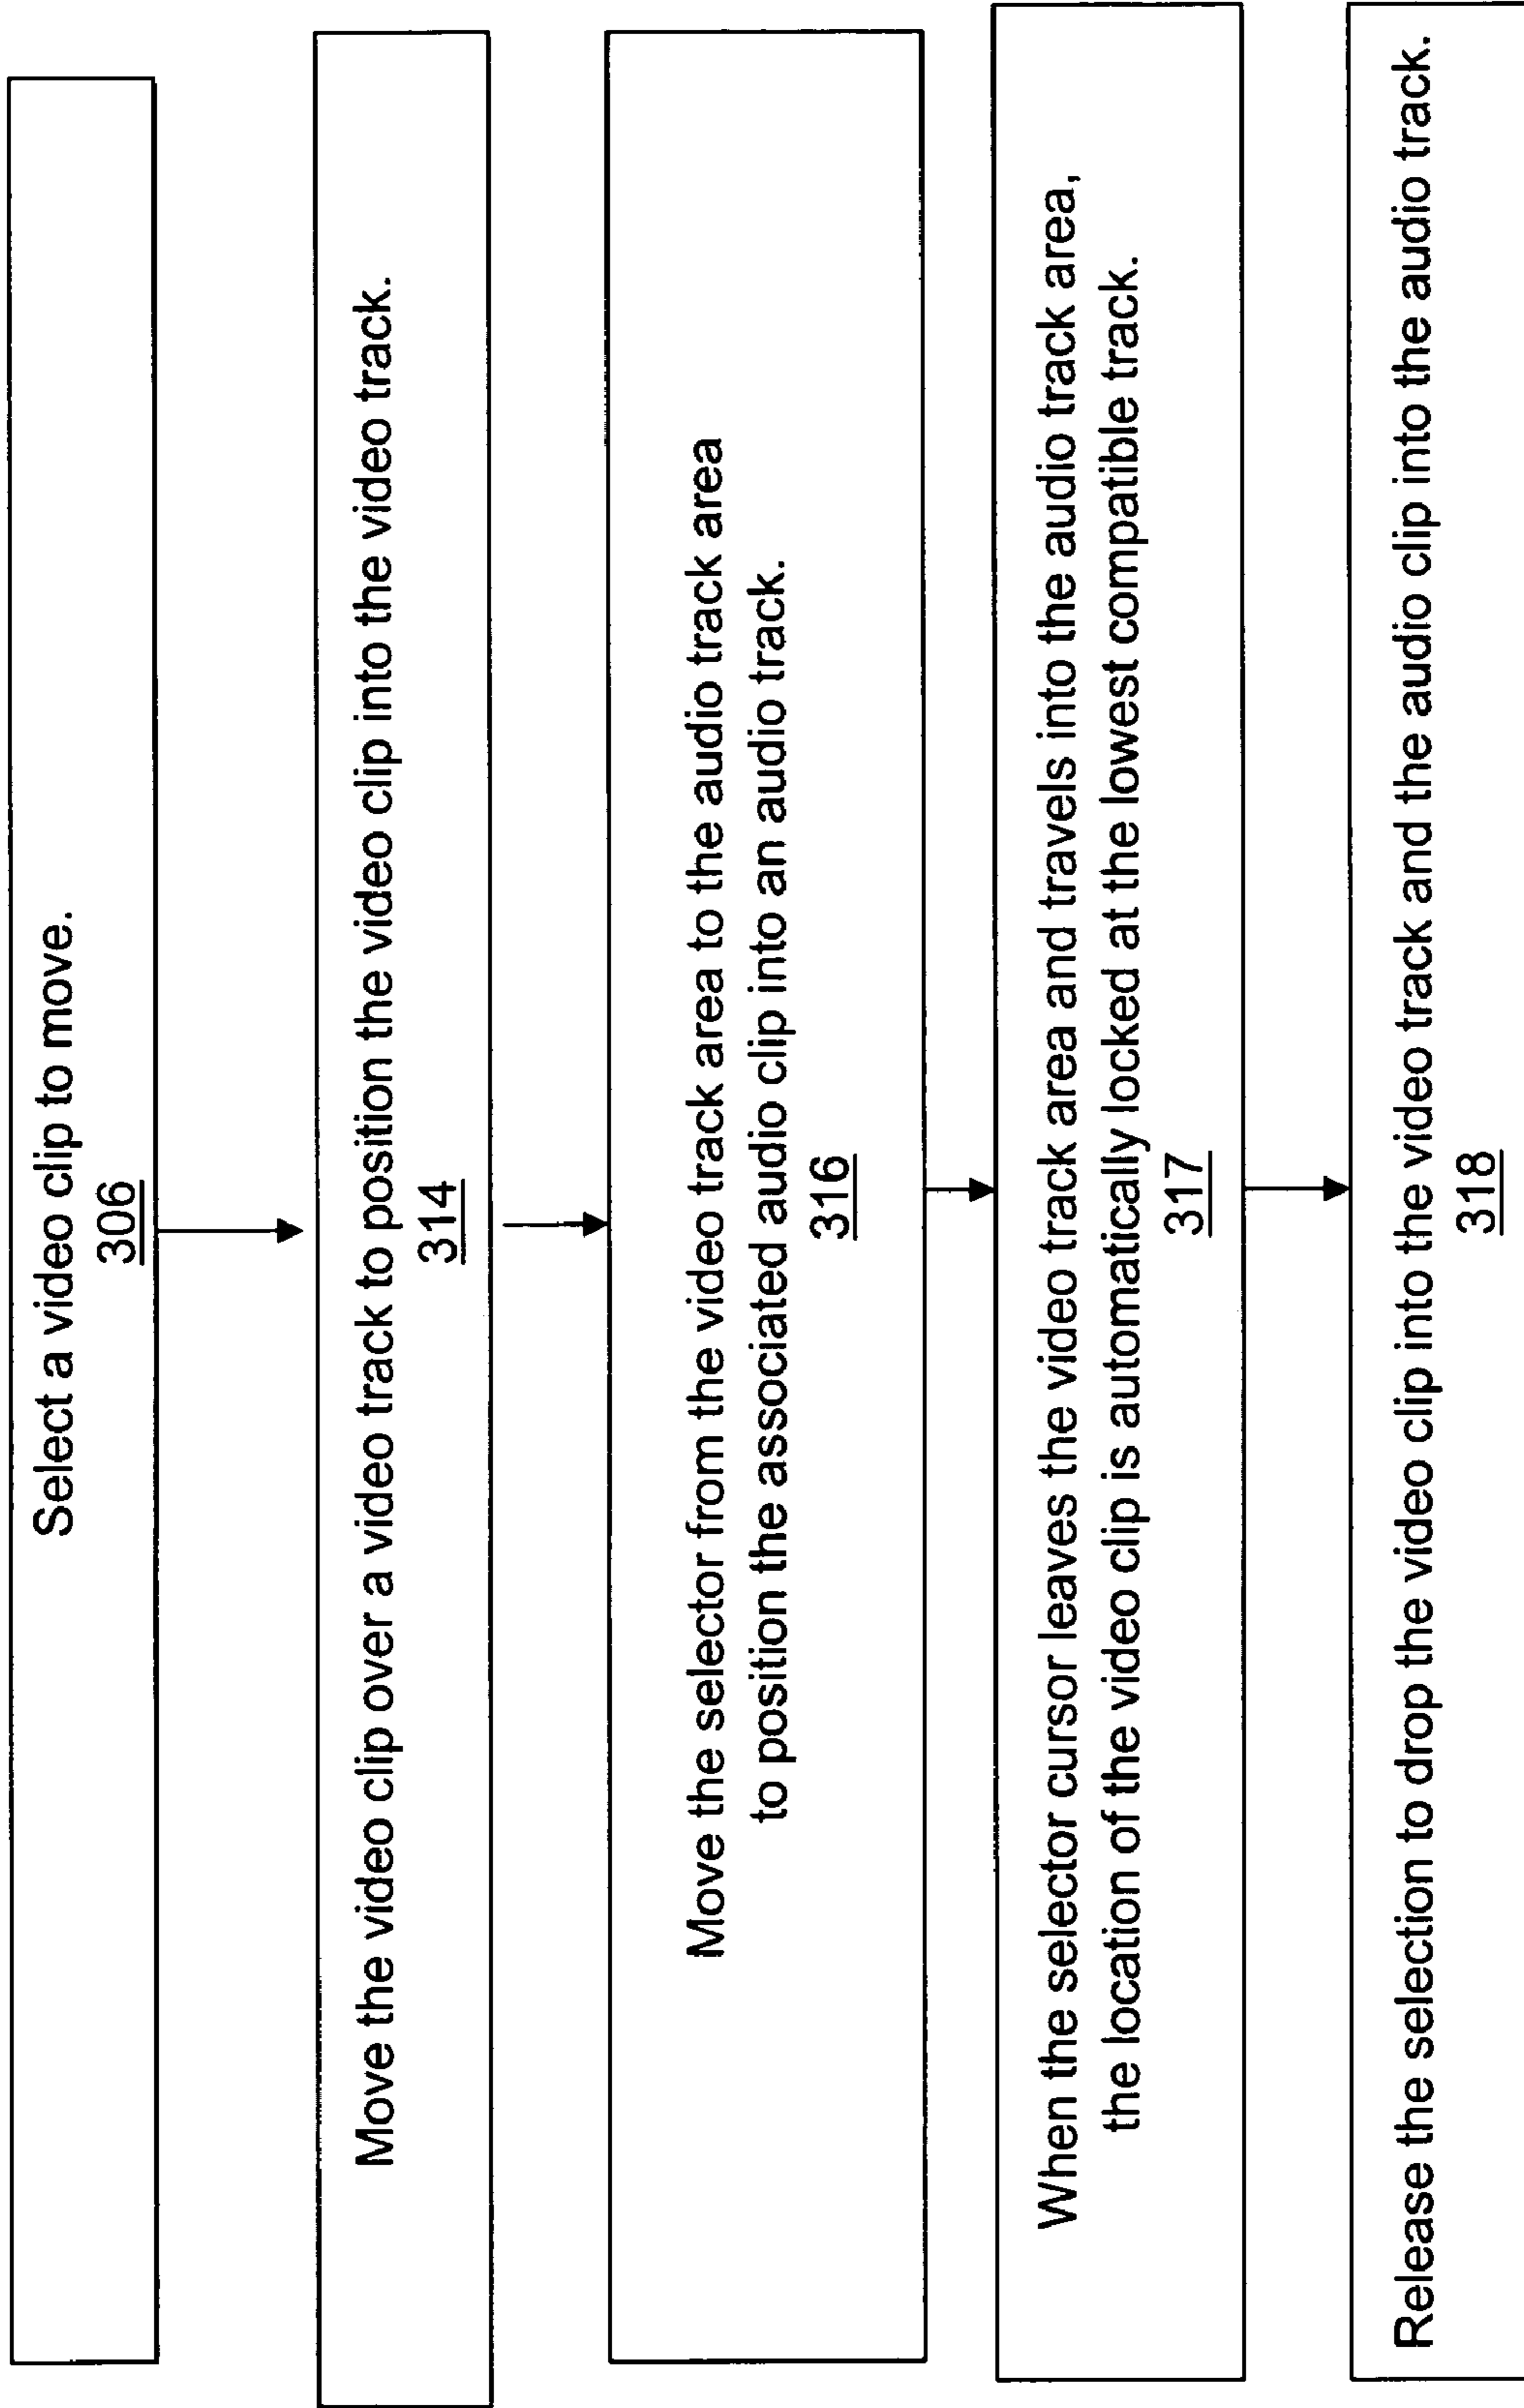 Select a video clip to move.
306
Move the video clip over a video track to position the video clip into the video track.
314
Move the selector from the video track area to the audio track area
to position the associated audio clip into an audio track.
316
When the selector cursor leaves the video track area and travels into the audio track area,
the location of the video clip is automatically locked at the lowest compatible track.
317
Release the selection to drop the video clip into the video track and the audio clip into the audio track.
318